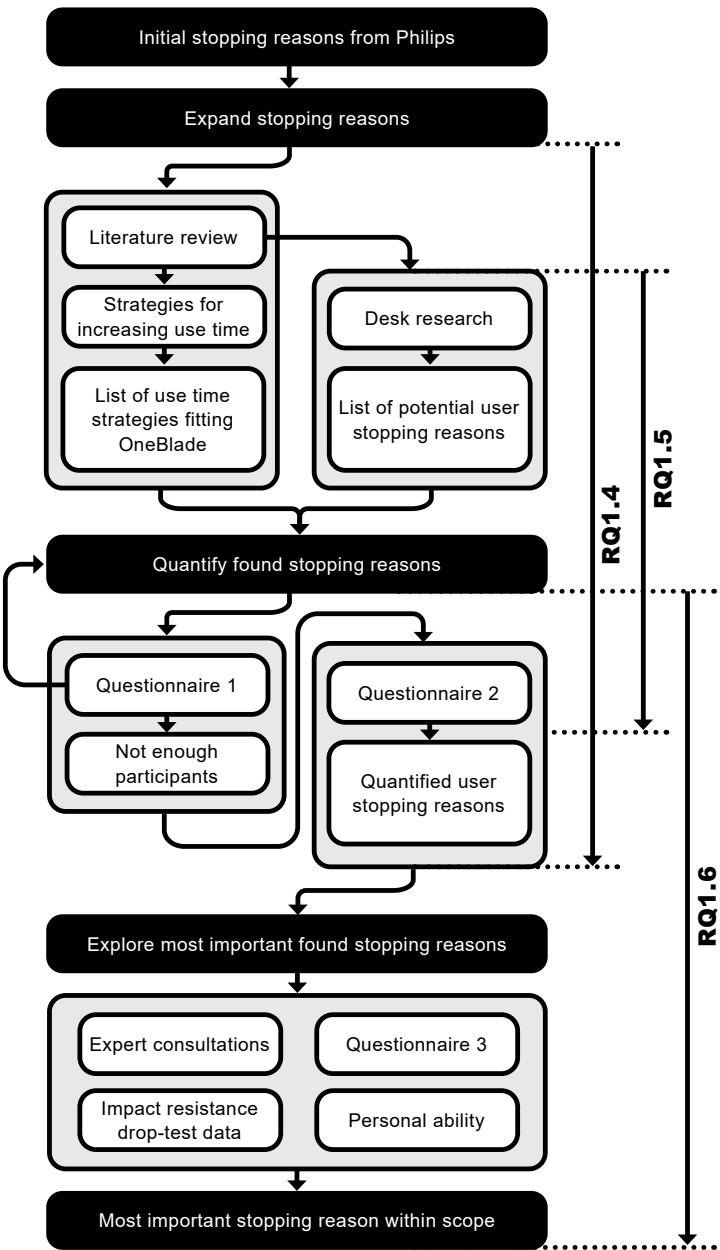 Initial stopping reasons from Philips
Expand stopping reasons
Literature review
Strategies for
increasing use time
List of use time
strategies fitting
OneBlade
Desk research
List of potential user
stopping reasons
RQ1.4
RQ1.5
Quantify found stopping reasons
Questionnaire 1
Not enough
participants
Questionnaire 2
Quantified user
stopping reasons
RQ1.6
Explore most important found stopping reasons
Expert consultations
Questionnaire 3
Impact resistance
drop-test data
Personal ability
Most important stopping reason within scope